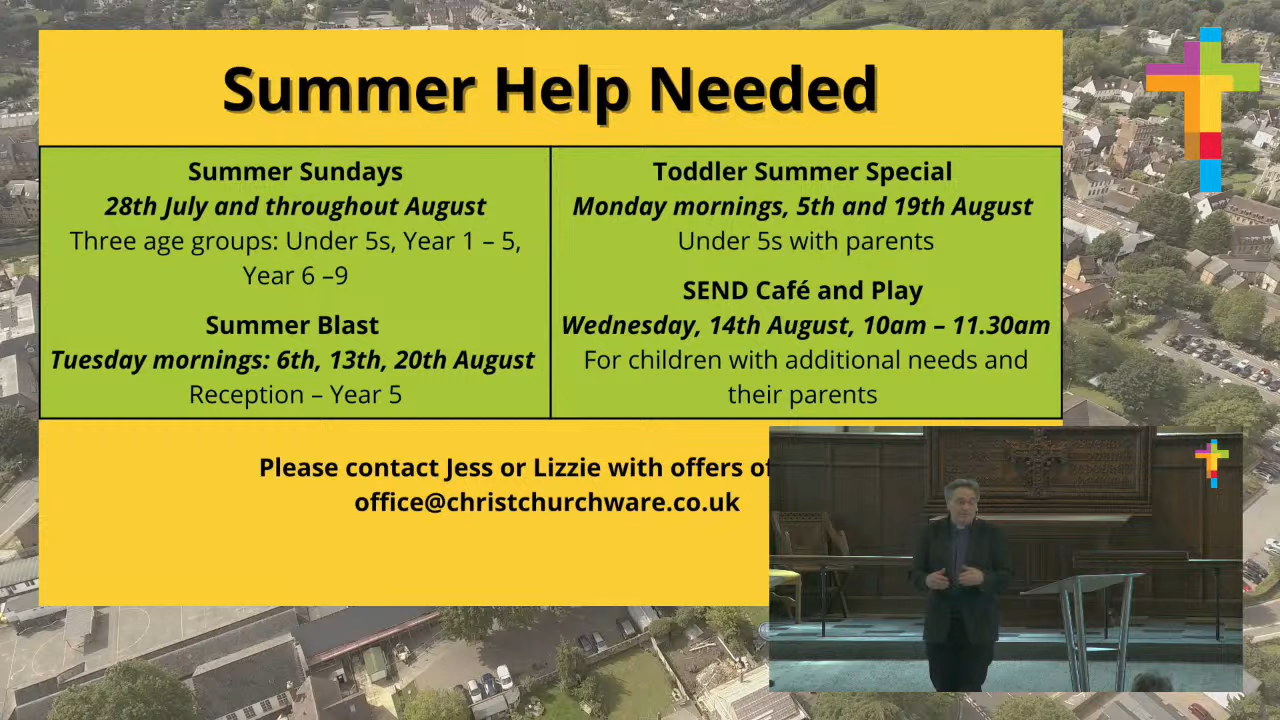 Summer Help Needed
Summer Sundays
28th July and throughout August
Three age groups: Under 5s, Year 1 – 5,
Year 6 –9
Summer Blast
Tuesday mornings: 6th, 13th, 20th August
Reception – Year 5
Toddler Summer Special
Monday mornings, 5th and 19th August
Under 5s with parents
SEND Café and Play
Wednesday, 14th August, 10am – 11.30am
For children with additional needs and
their parents
Please contact Jess or Lizzie with offers of
office@christchurchware.co.uk